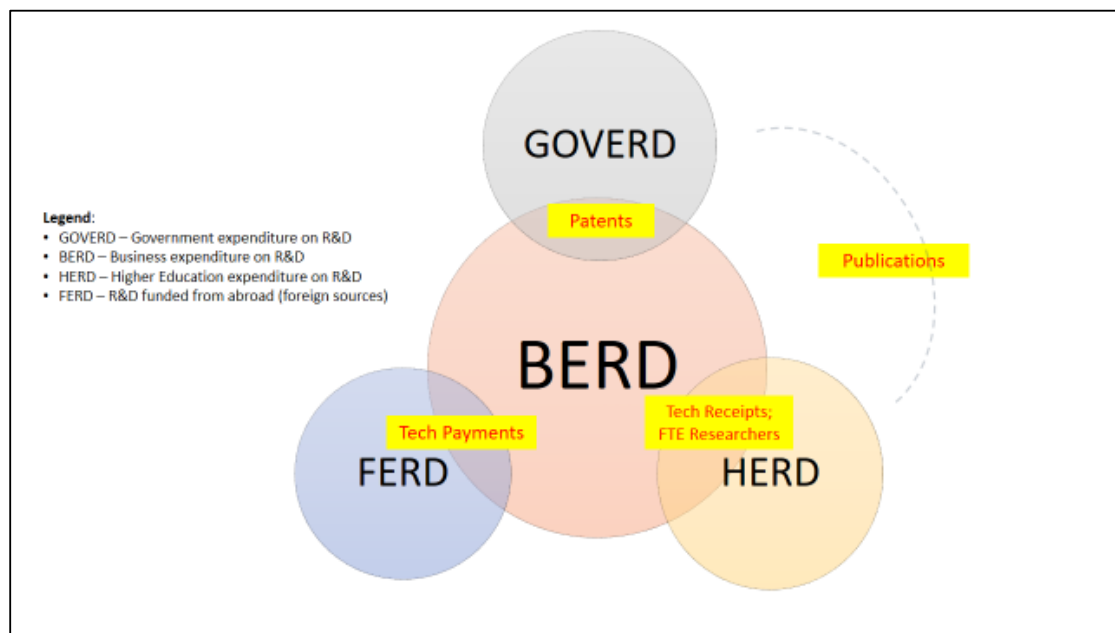 GOVERD
Patents
Legend:
• GOVERD – Government expenditure on R&D
• BERD – Business expenditure on R&D
• HERD – Higher Education expenditure on R&D
• FERD – R&D funded from abroad (foreign sources)
Publications
BERD
Tech Payments
Tech Receipts;
FTE Researchers
FERD
HERD